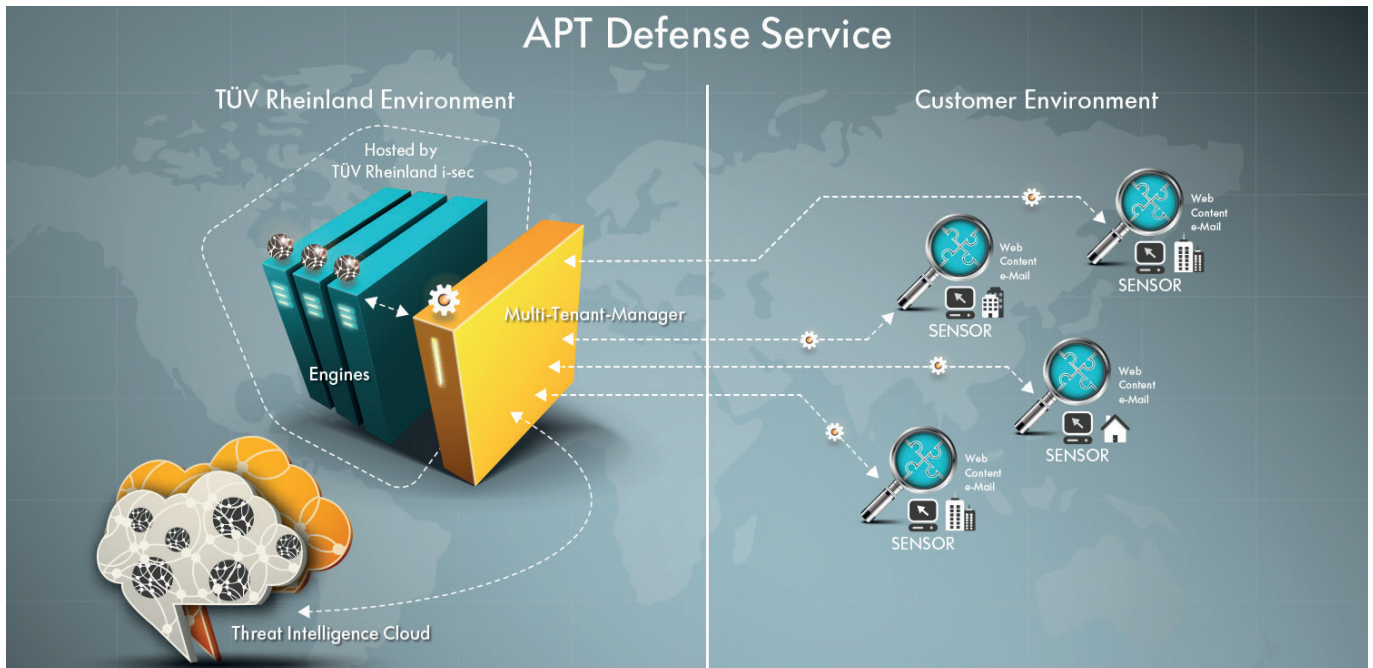 APT Defense Service
TÜV Rheinland Environment
Hosted by
TÜV Rheinland i-sec
Engines
Multi-Tenant-Manager
Threat Intelligence Cloud
Customer Environment
Web
Content
e-Mail
SENSOR
Web
Content
e-Mail
SENSOR
Web
Content
e-Mail
SENSOR
Web
Content
e-Mail
SENSOR